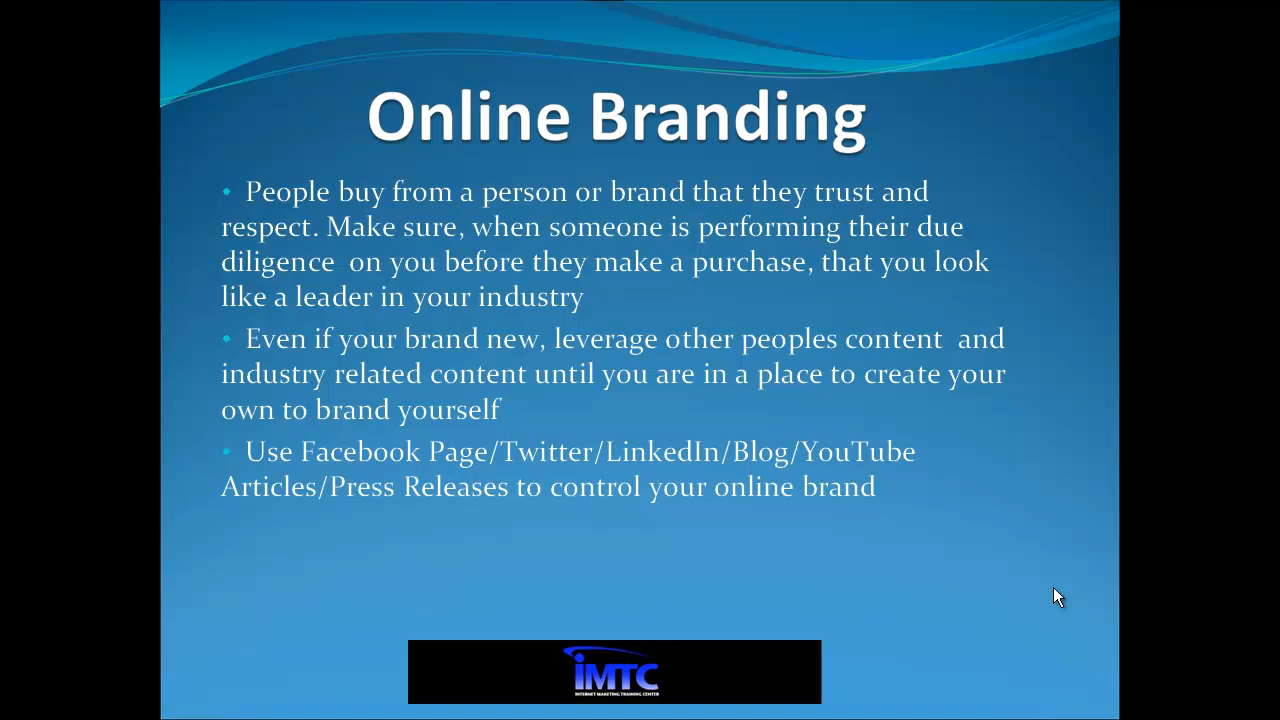 Online Branding
• People buy from a person or brand that they trust and
respect. Make sure, when someone is performing their due
diligence on you before they make a purchase, that you look
like a leader in your industry
• Even if your brand new, leverage other peoples content and
industry related content until you are in a place to create your
own to brand yourself
• Use Facebook Page/Twitter/LinkedIn/Blog/YouTube
Articles/Press Releases to control your online brand
iMTC
INTERNET MARKETING TRAINING CENTER